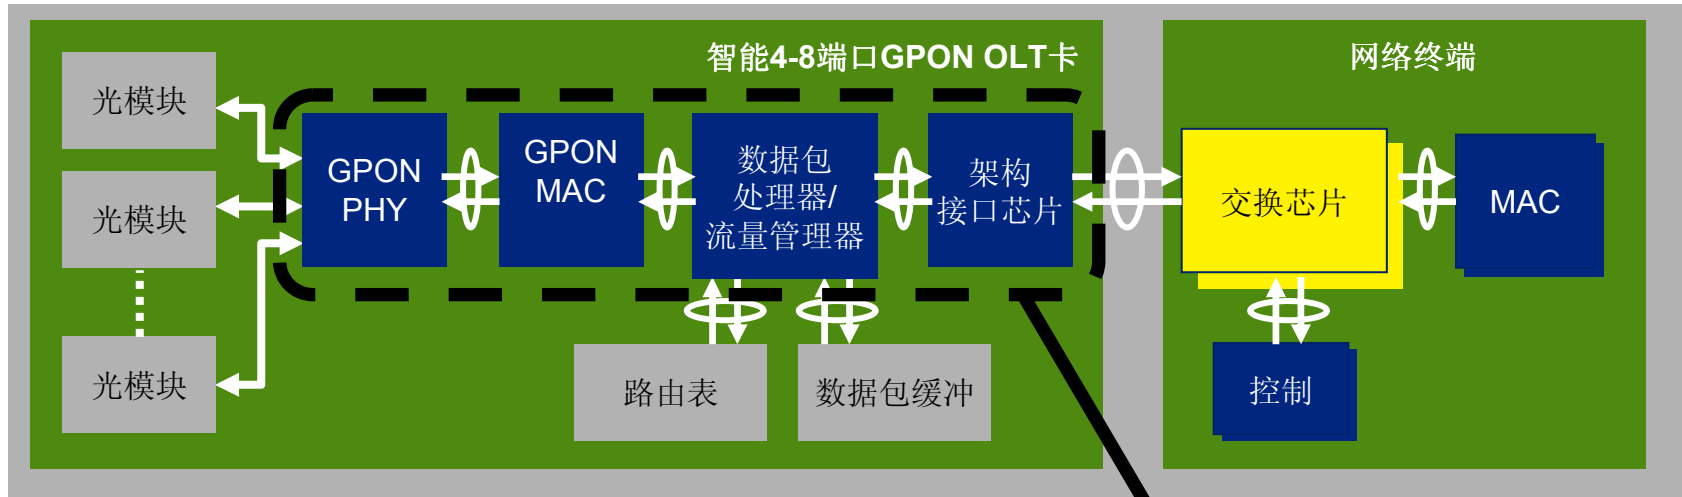 智能4-8端口GPON OLT卡
网络终端
光模块
光模块
光模块
GPON
PHY
GPON
MAC
数据包
处理器/
流量管理器
架构
接口芯片
路由表
数据包缓冲
交换芯片
MAC
控制